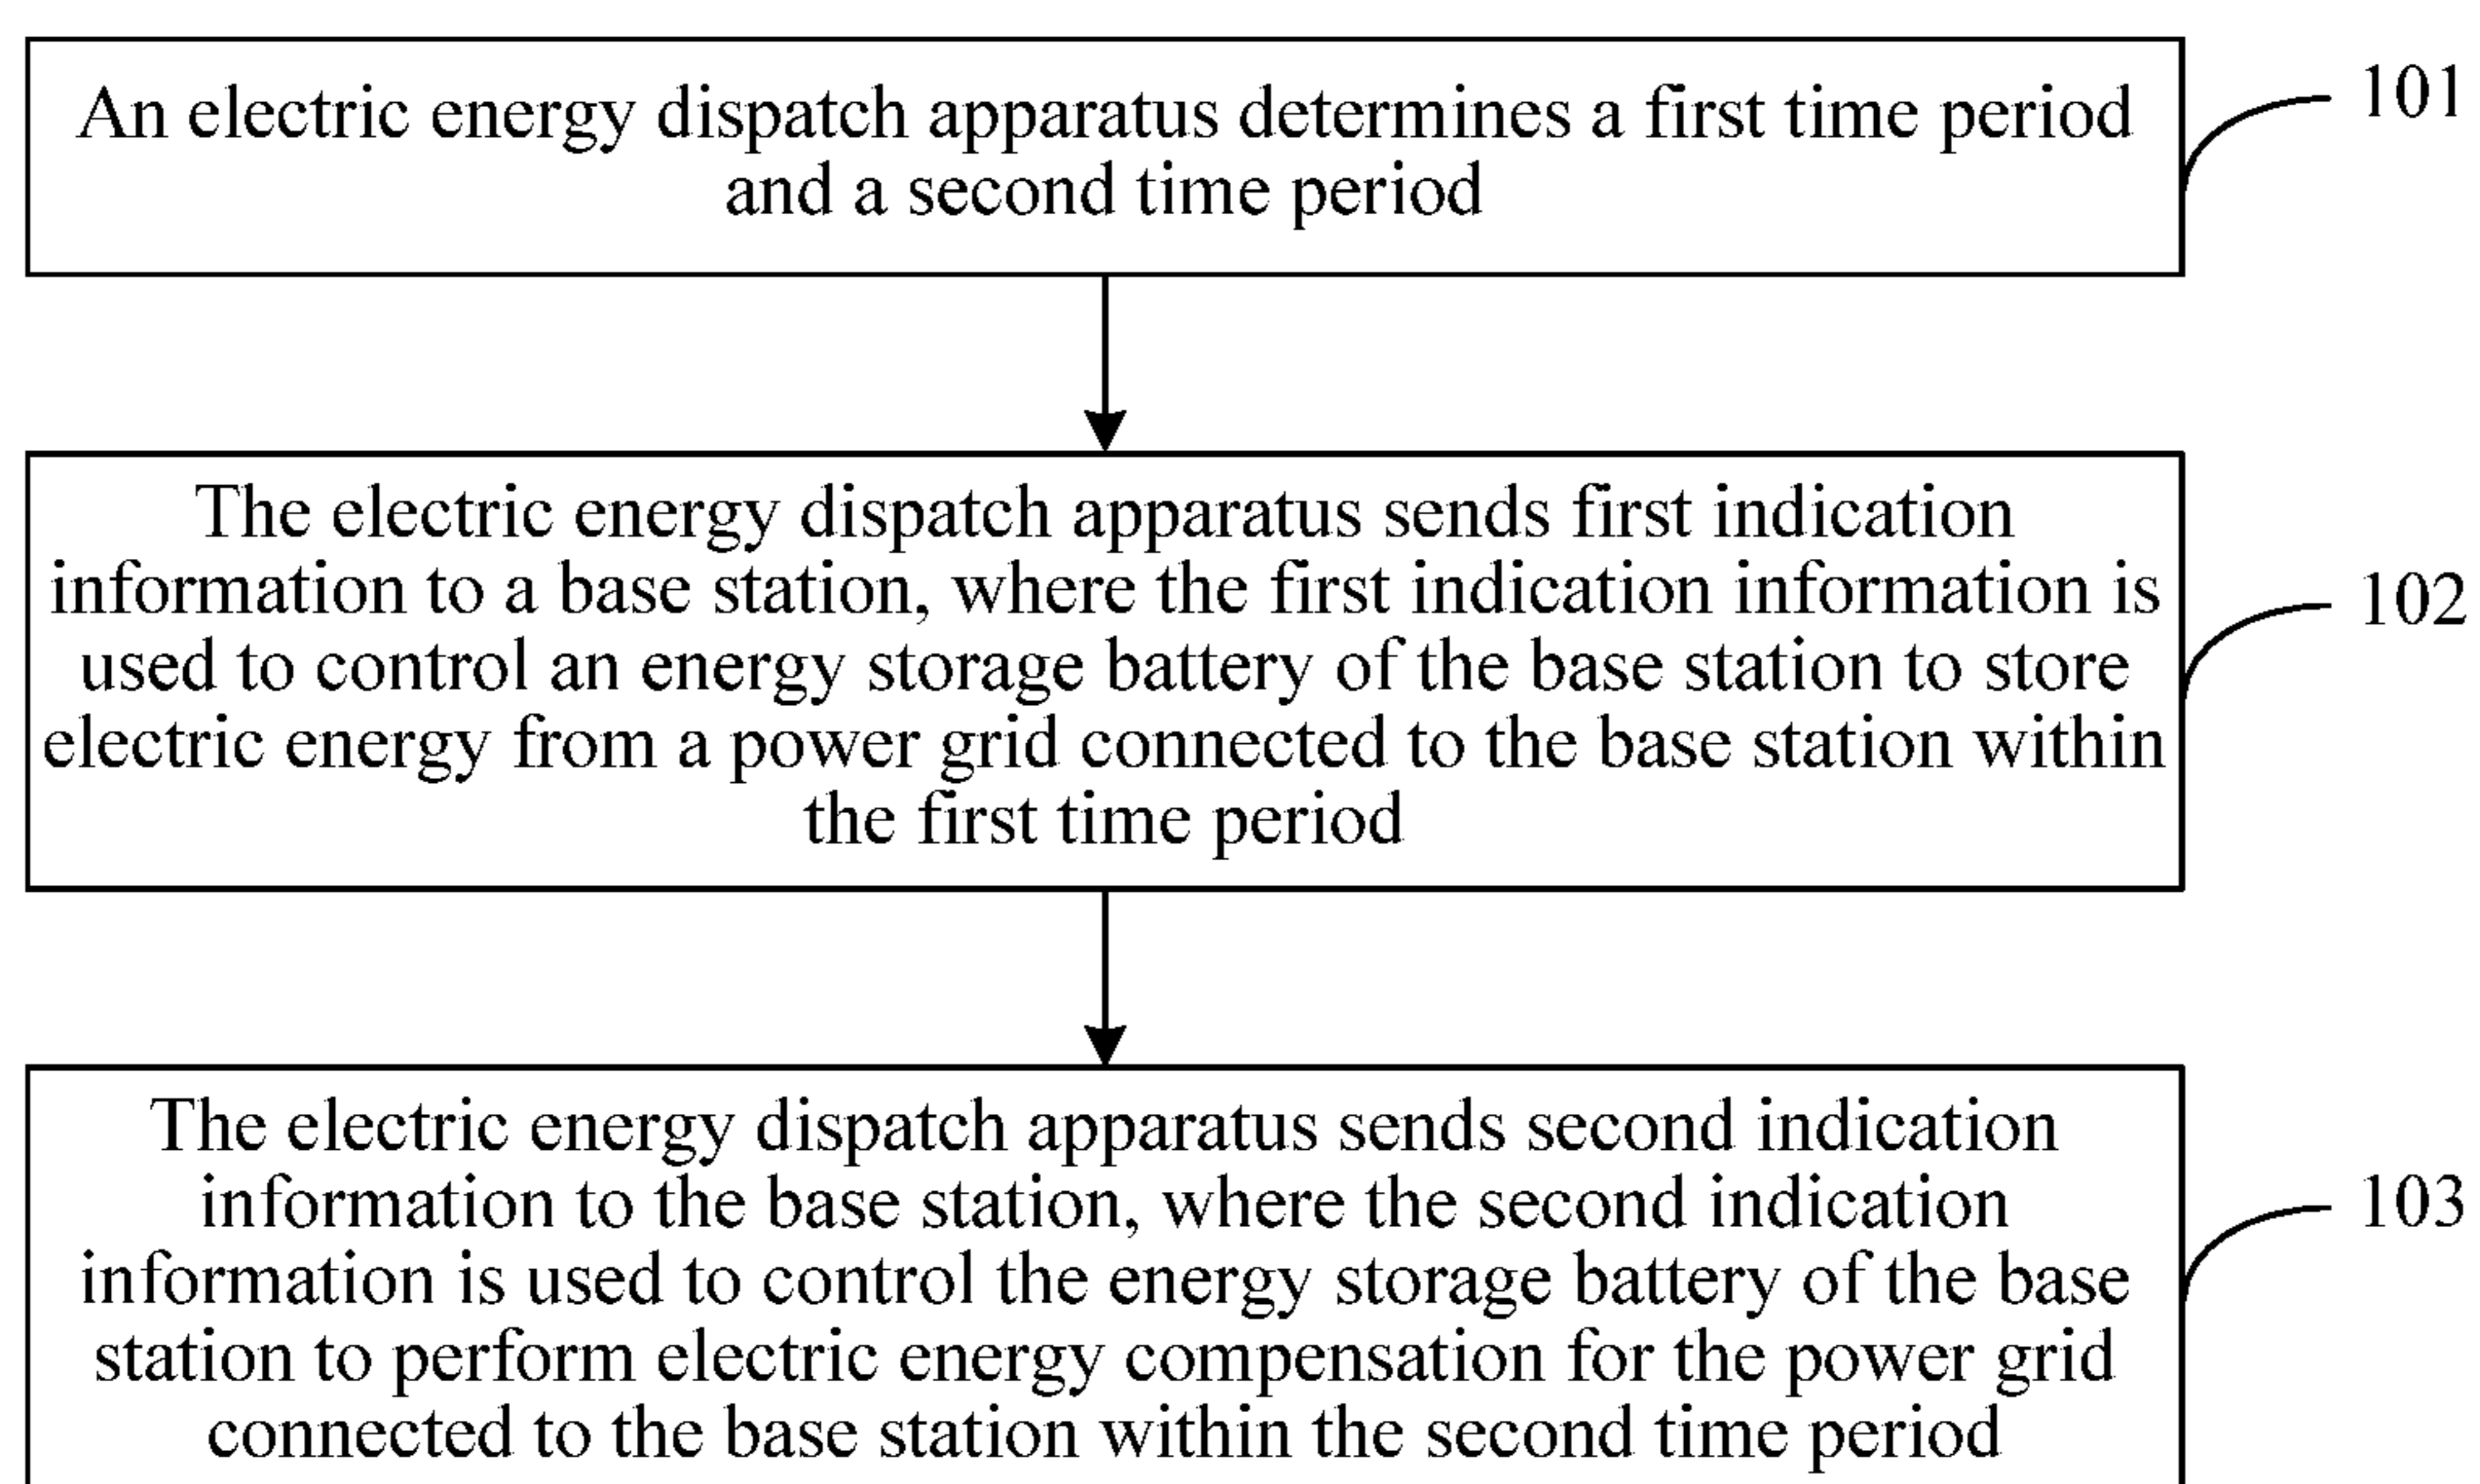 An electric energy dispatch apparatus determines a first time period
and a second time period
101
The electric energy dispatch apparatus sends first indication
information to a base station, where the first indication information is
used to control an energy storage battery of the base station to store
electric energy from a power grid connected to the base station within
the first time period
102
The electric energy dispatch apparatus sends second indication
information to the base station, where the second indication
information is used to control the energy storage battery of the base
station to perform electric energy compensation for the power grid
connected to the base station within the second time period
103